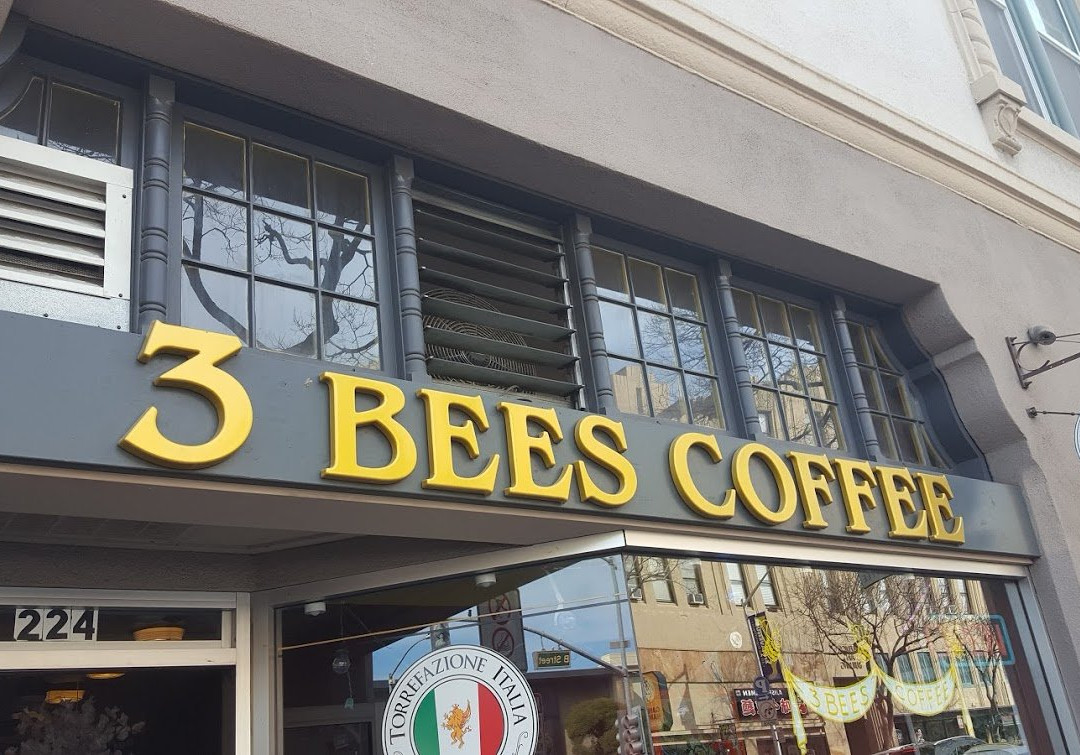 3 BEES COFFEE
224
TORREFAZIONE ITALIA
B Street
3 BEES COFFEE